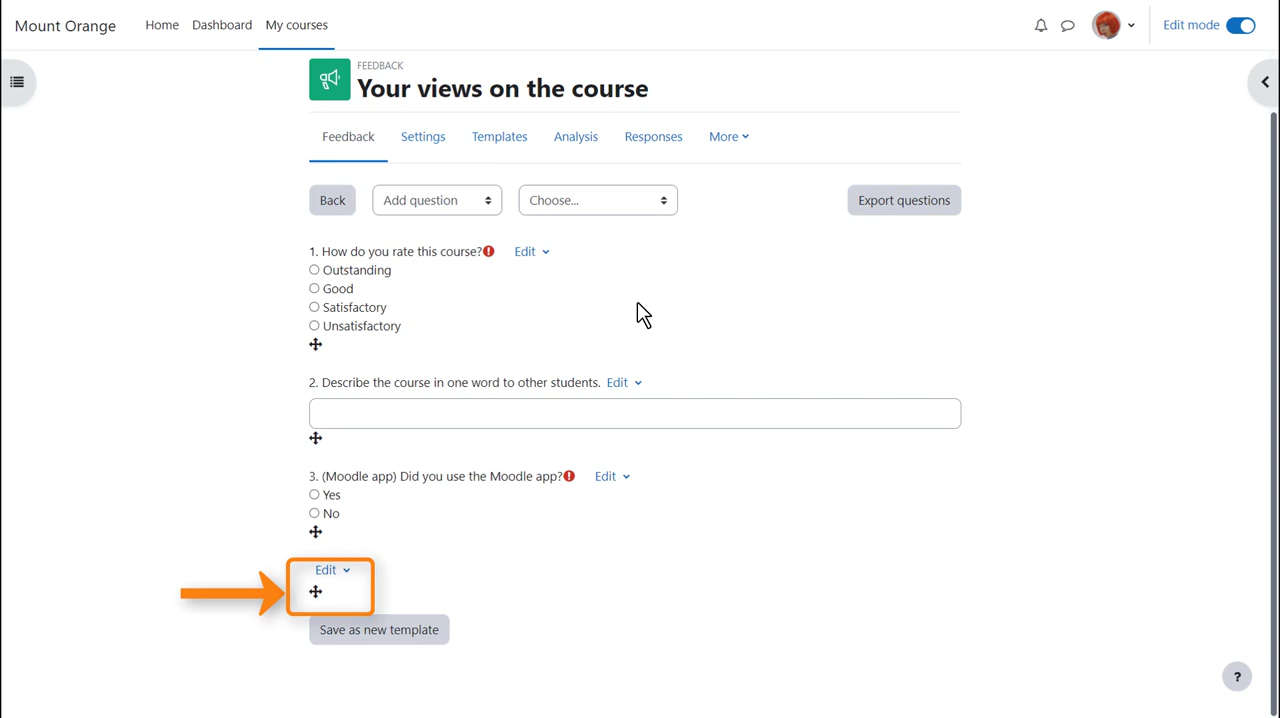 Mount Orange Home Dashboard My courses Edit mode
FEEDBACK
Your views on the course
Feedback Settings Templates Analysis Responses More
Back Add question Choose... Export questions
1. How do you rate this course? Edit
Outstanding
Good
Satisfactory
Unsatisfactory
2. Describe the course in one word to other students. Edit
3. (Moodle app) Did you use the Moodle app? Edit
Yes
No
Edit
Save as new template
?